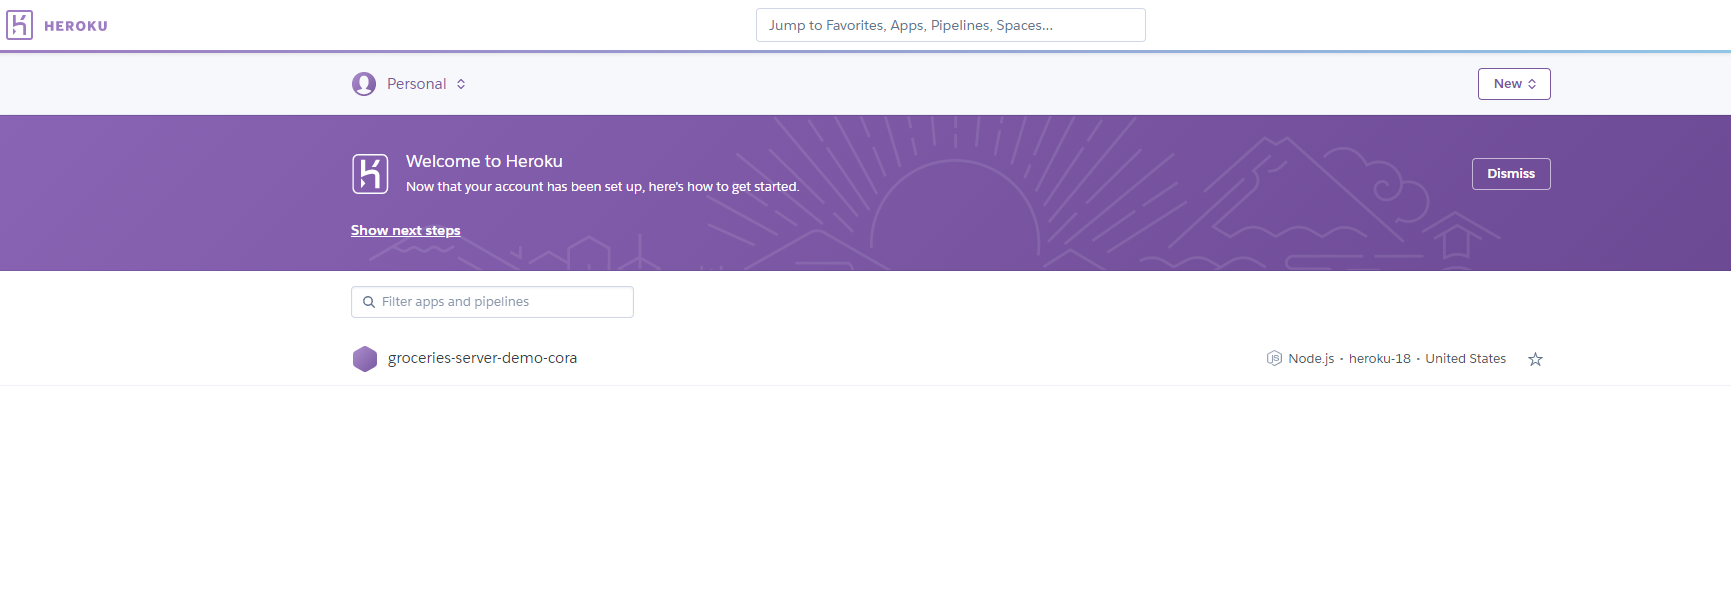 HEROKU
Jump to Favorites, Apps, Pipelines, Spaces...
Personal
New
Welcome to Heroku
Now that your account has been set up, here's how to get started.
Dismiss
Show next steps
Filter apps and pipelines
groceries-server-demo-cora
JS Node.js · heroku-18 · United States